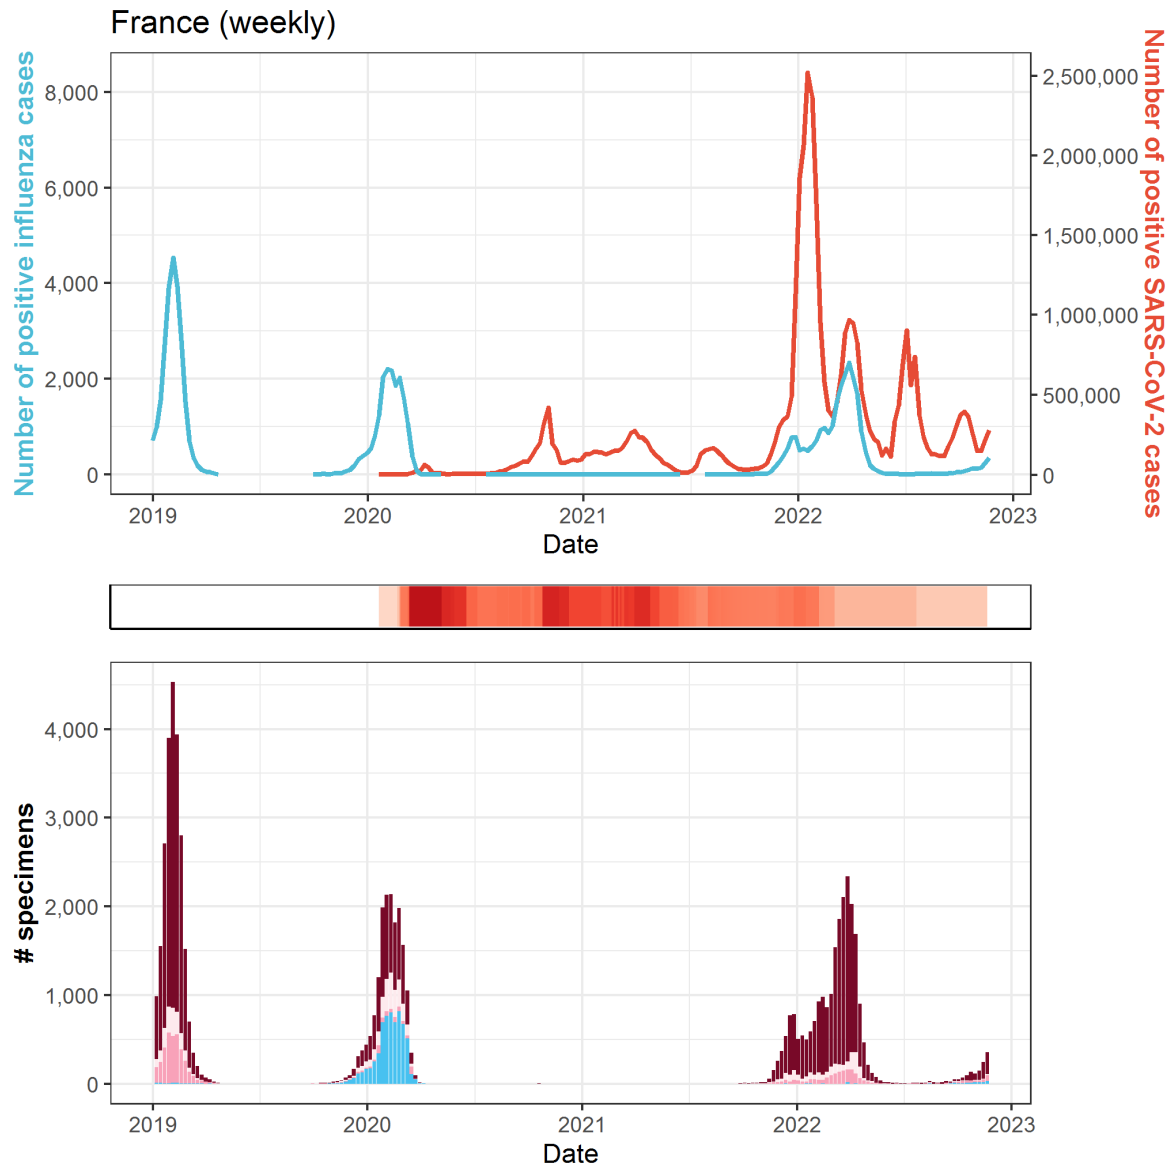 France (weekly)
Number of positive influenza cases
8,000
6,000
4,000
2,000
0
Number of positive SARS-CoV-2 cases
2,500,000
2,000,000
1,500,000
1,000,000
500,000
0
2019 2020 2021 2022 2023
Date
# specimens
4,000
3,000
2,000
1,000
0
2019 2020 2021 2022 2023
Date